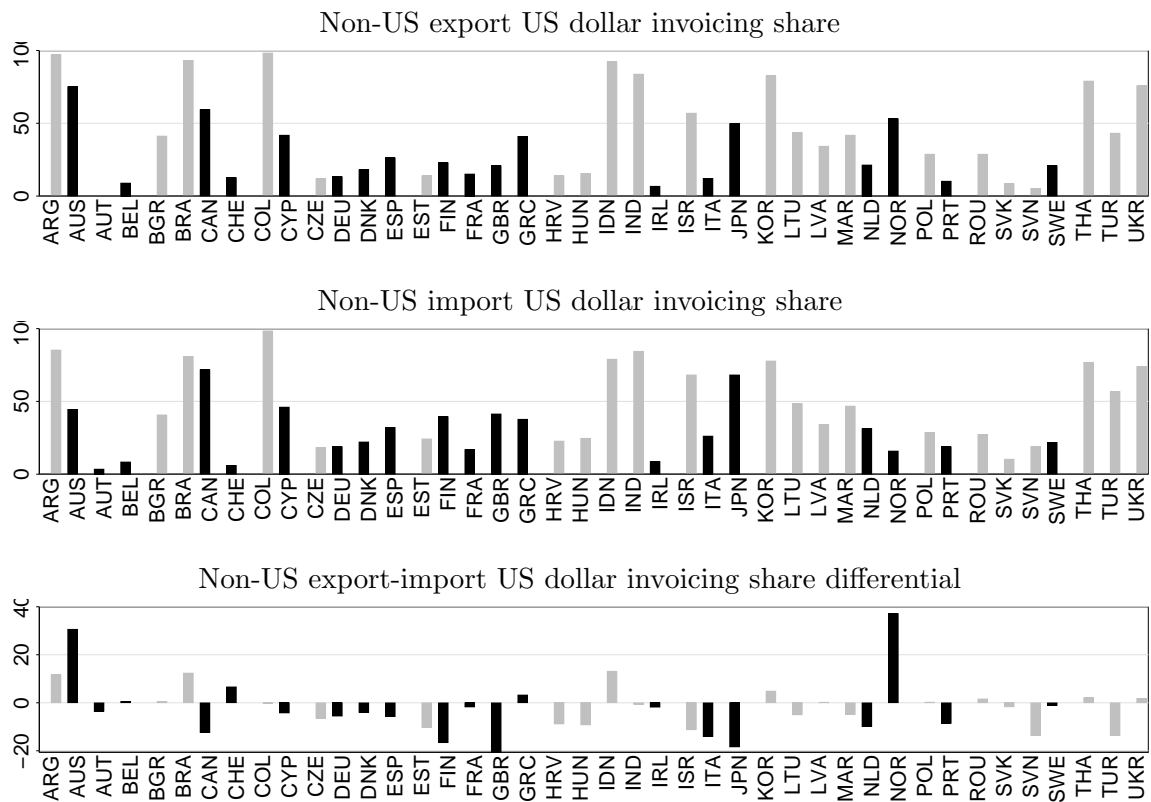 Non-US export US dollar invoicing share
100
50
0
ARG AUS AUT BEL BGR BRA CAN CHE COL CYP CZE DEU DNK ESP EST FIN FRA GBR GRC HRV HUN IDN IND IRL ISR ITA JPN KOR LTU LVA MAR NLD NOR POL PRT ROU SVK SVN SWE THA TUR UKR
Non-US import US dollar invoicing share
100
50
0
ARG AUS AUT BEL BGR BRA CAN CHE COL CYP CZE DEU DNK ESP EST FIN FRA GBR GRC HRV HUN IDN IND IRL ISR ITA JPN KOR LTU LVA MAR NLD NOR POL PRT ROU SVK SVN SWE THA TUR UKR
Non-US export-import US dollar invoicing share differential
40
20
0
−20
ARG AUS AUT BEL BGR BRA CAN CHE COL CYP CZE DEU DNK ESP EST FIN FRA GBR GRC HRV HUN IDN IND IRL ISR ITA JPN KOR LTU LVA MAR NLD NOR POL PRT ROU SVK SVN SWE THA TUR UKR